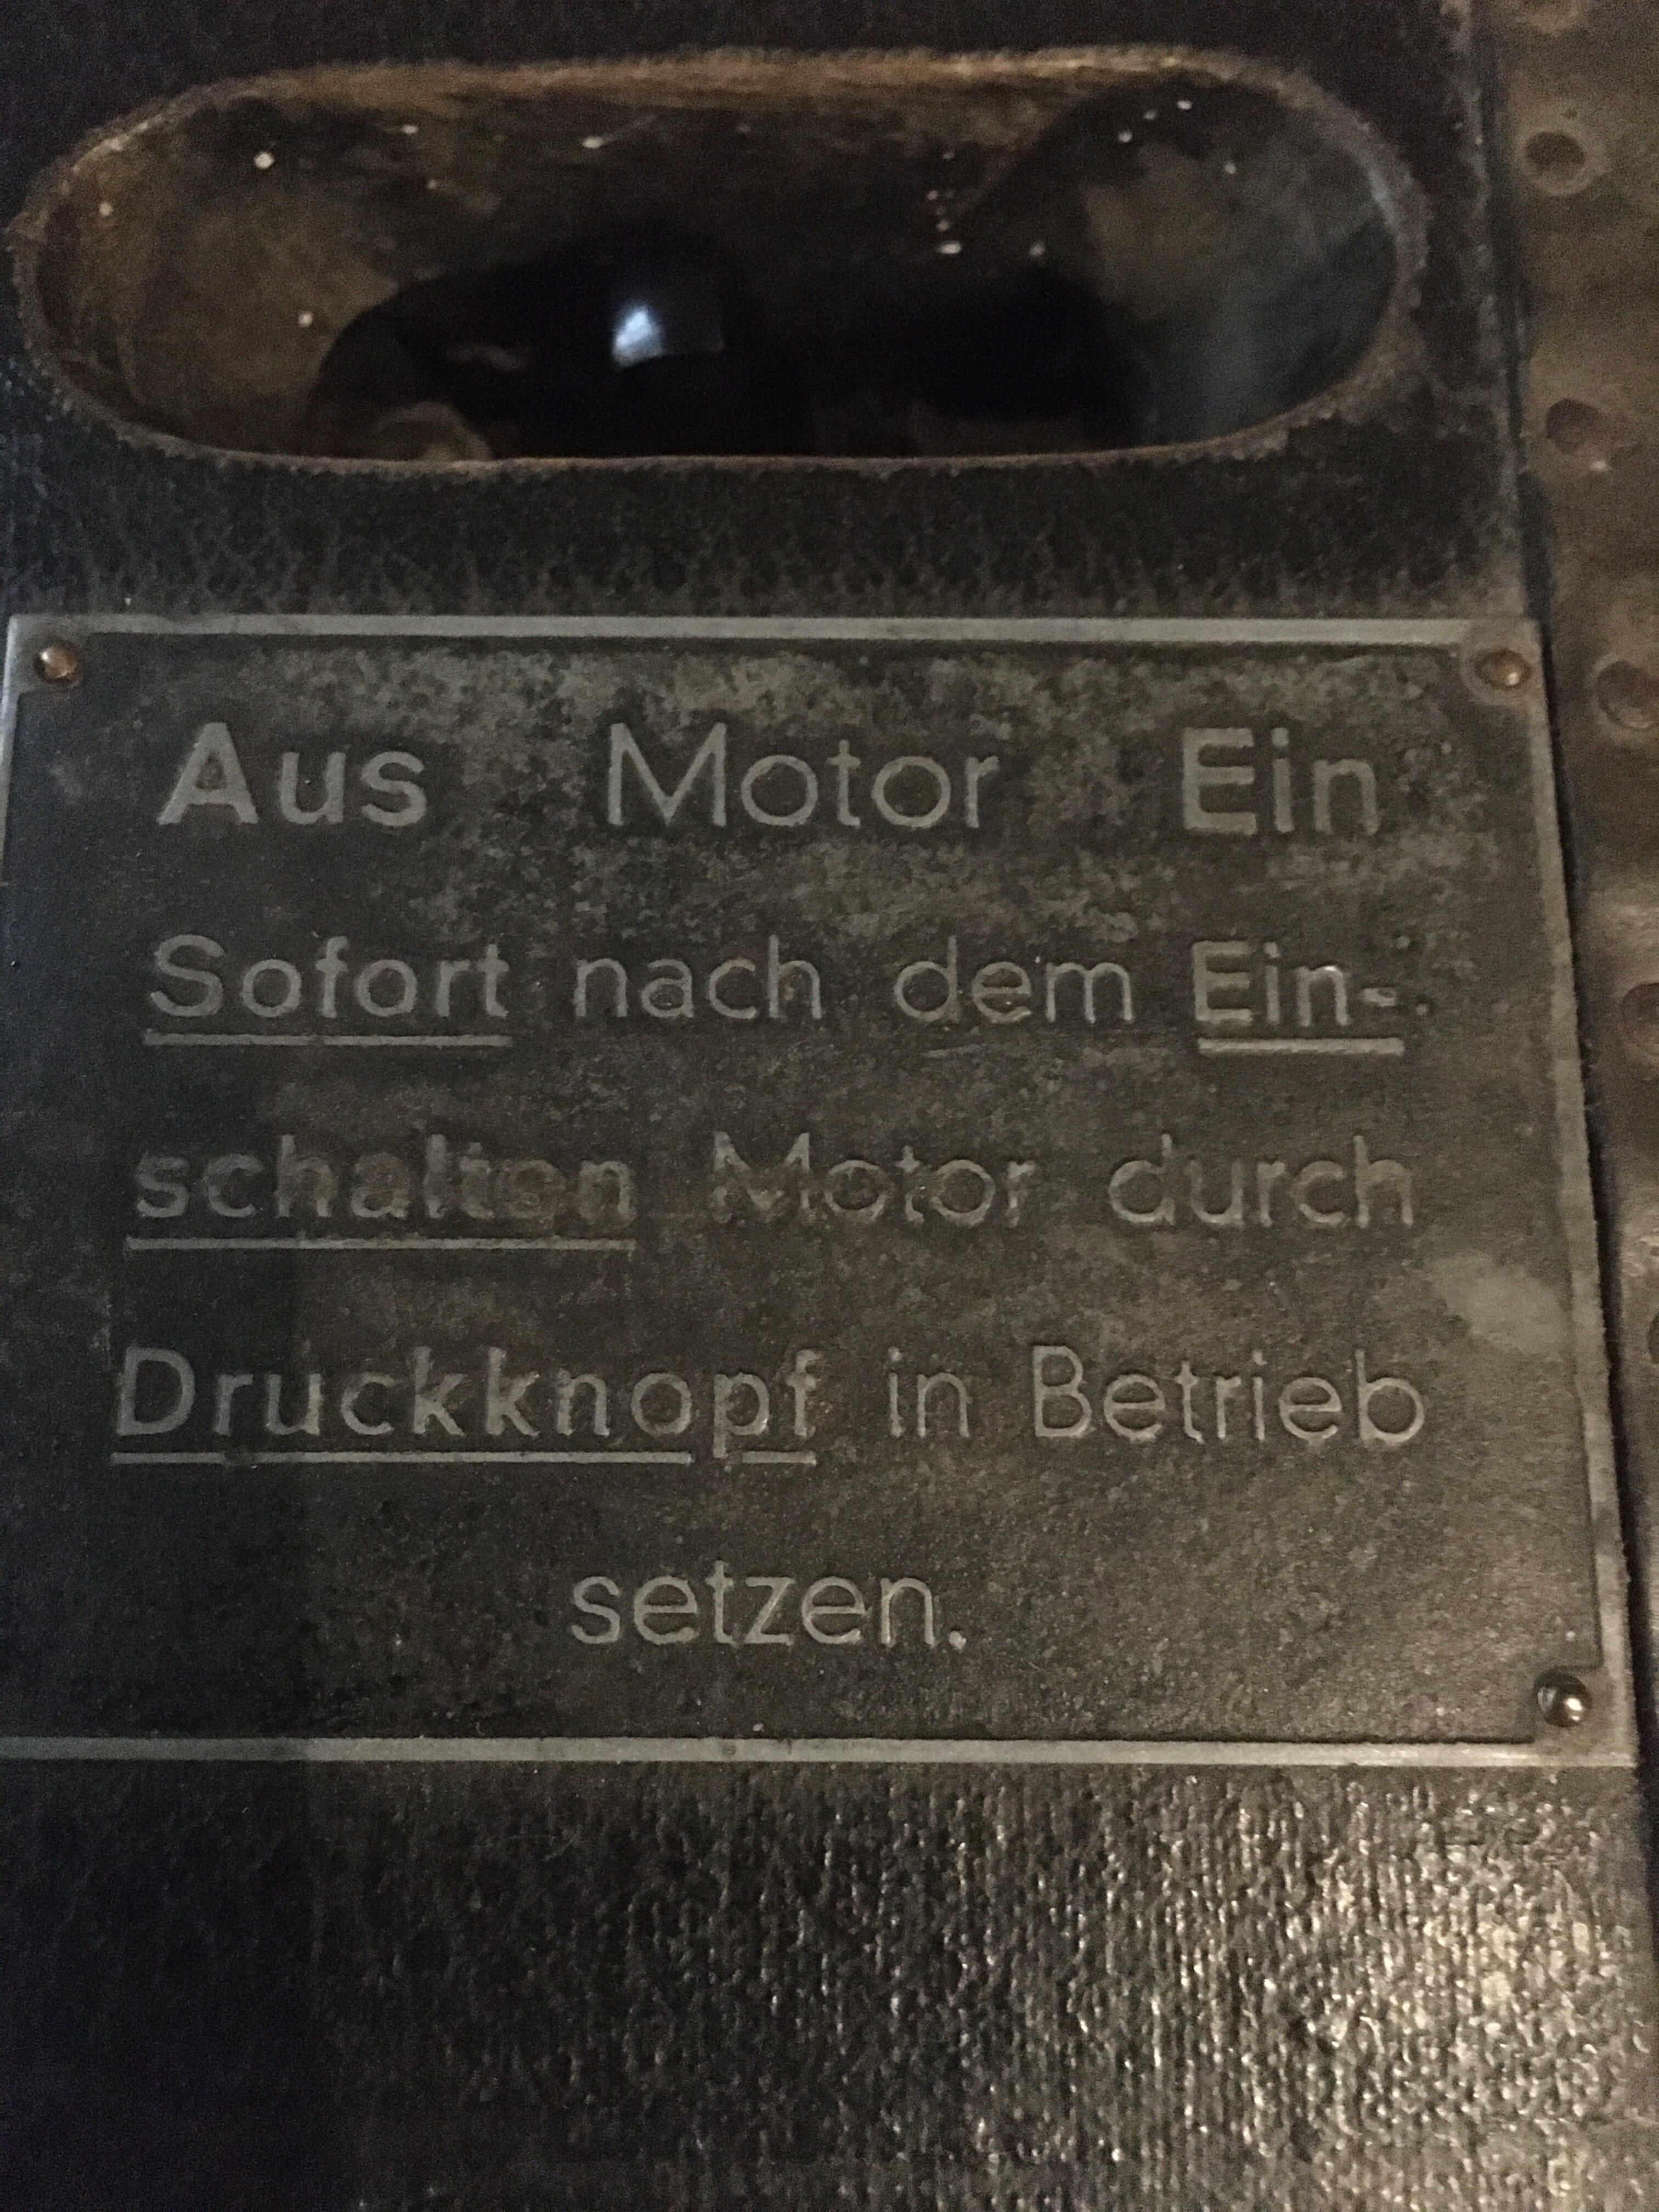 Aus Motor Ein
Sofort nach dem Ein-
schalten Motor durch
Druckknopf in Betrieb
setzen.